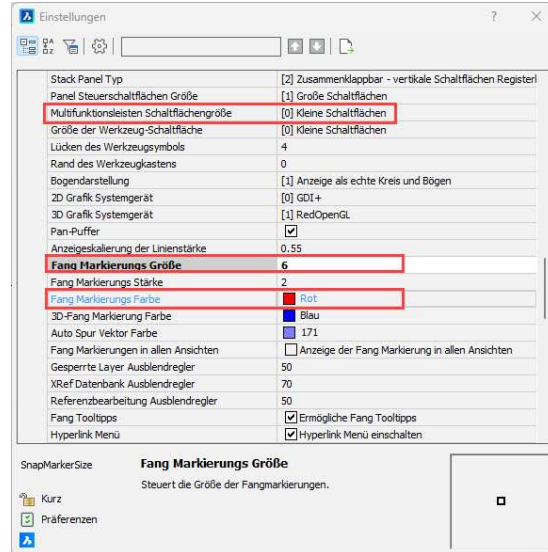 Einstellungen
Stack Panel Typ [2] Zusammenklappbar - vertikale Schaltflächen Registerl
Panel Steuerschaltflächen Größe [1] Große Schaltflächen
Multifunktionsleisten Schaltflächengröße [0] Kleine Schaltflächen
Größe der Werkzeug-Schaltfläche [0] Kleine Schaltflächen
Lücken des Werkzeugsymbols 4
Rand des Werkzeugkastens 0
Bogendarstellung [1] Anzeige als echte Kreis und Bögen
2D Grafik Systemgerät [0] GDI+
3D Grafik Systemgerät [1] RedOpenGL
Pan-Puffer
Anzeigeskalierung der Linienstärke 0.55
Fang Markierungs Größe 6
Fang Markierungs Stärke 2
Fang Markierungs Farbe Rot
3D-Fang Markierung Farbe Blau
Auto Spur Vektor Farbe 171
Fang Markierungen in allen Ansichten Anzeige der Fang Markierung in allen Ansichten
Gesperrte Layer Ausblendregler 50
XRef Datenbank Ausblendregler 70
Referenzbearbeitung Ausblendregler 50
Fang Tooltipps Ermögliche Fang Tooltipps
Hyperlink Menü Hyperlink Menü einschalten
SnapMarkerSize Fang Markierungs Größe
Steuert die Größe der Fangmarkierungen.
Kurz
Präferenzen